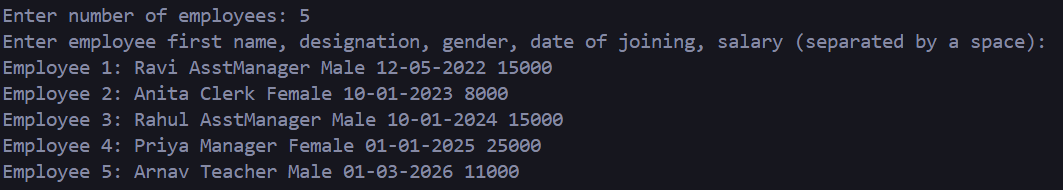 Enter number of employees: 5
Enter employee first name, designation, gender, date of joining, salary (separated by a space):
Employee 1: Ravi AsstManager Male 12-05-2022 15000
Employee 2: Anita Clerk Female 10-01-2023 8000
Employee 3: Rahul AsstManager Male 10-01-2024 15000
Employee 4: Priya Manager Female 01-01-2025 25000
Employee 5: Arnav Teacher Male 01-03-2026 11000